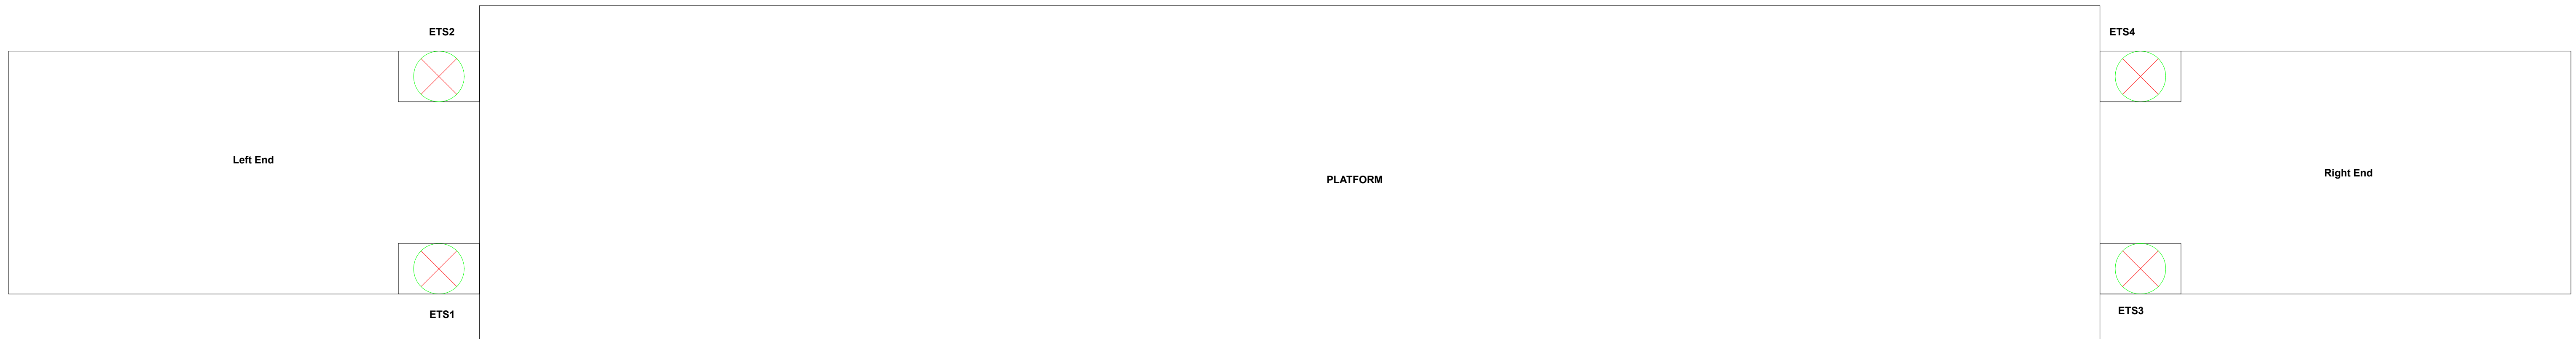 ETS2
ETS4
Left End
PLATFORM
Right End
ETS1
ETS3